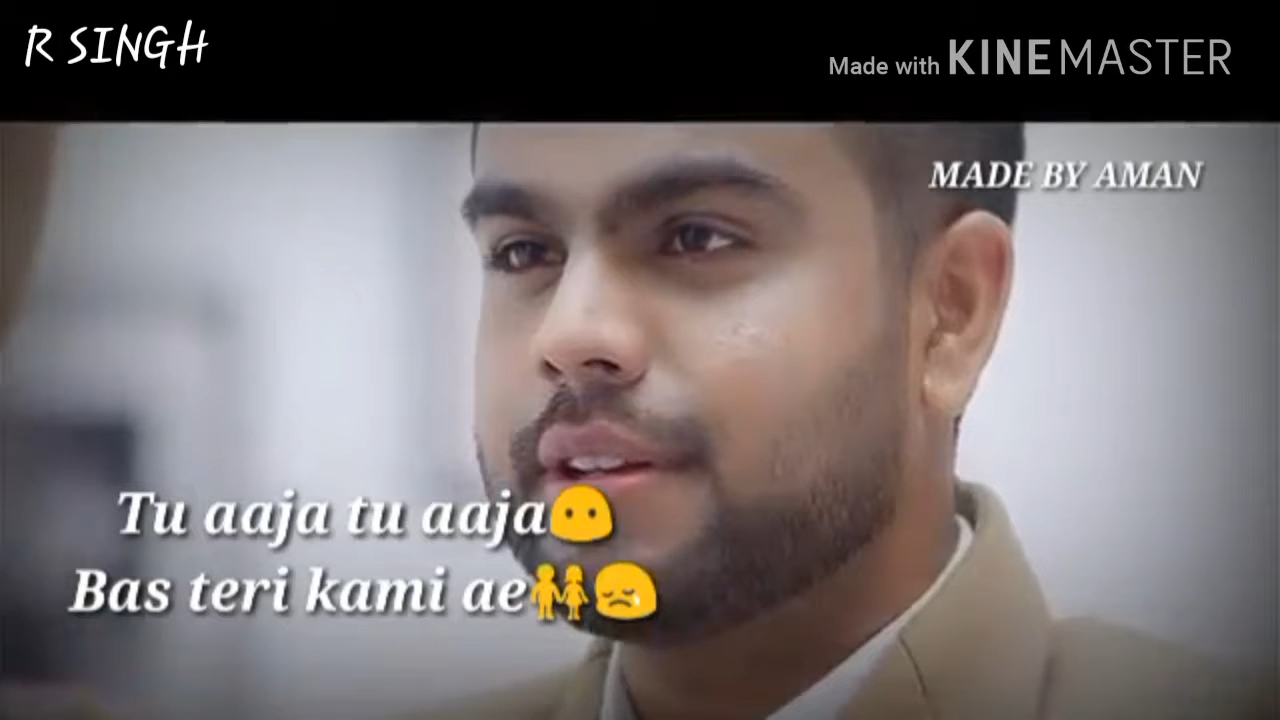 R SINGH
Made with KINEMASTER
MADE BY AMAN
Tu aaja tu aaja😶
Bas teri kami ae👫😢